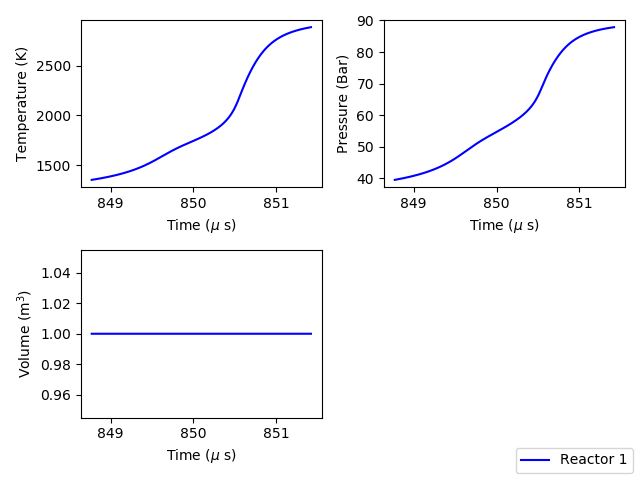 Temperature (K)
2500
2000
1500
849 850 851
Time (μ s)
Pressure (Bar)
90
80
70
60
50
40
849 850 851
Time (μ s)
Volume (m³)
1.04
1.02
1.00
0.98
0.96
849 850 851
Time (μ s)
Reactor 1